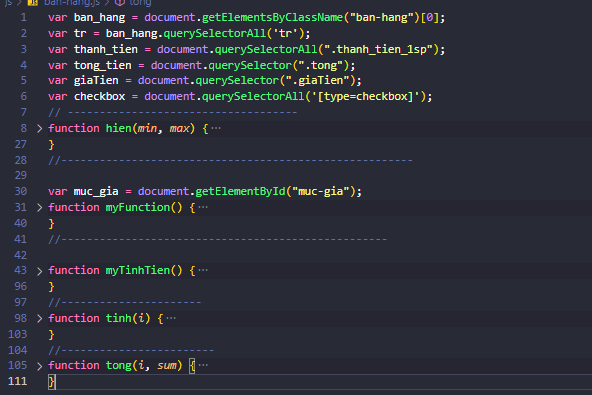 js > JS ban-hang.js > tong
1 var ban_hang = document.getElementsByClassName("ban-hang")[0];
2 var tr = ban_hang.querySelectorAll('tr');
3 var thanh_tien = document.querySelectorAll(".thanh_tien_1sp");
4 var tong_tien = document.querySelector(".tong");
5 var giaTien = document.querySelector(".giaTien");
6 var checkbox = document.querySelectorAll('[type=checkbox]');
7 // ------------------------------------
8 > function hien(min, max) { ···
27 }
28 //-------------------------------------------------------
29
30 var muc_gia = document.getElementById("muc-gia");
31 > function myFunction() { ···
40 }
41 //---------------------------------------------------
42
43 > function myTinhTien() { ···
96 }
97 //----------------------
98 > function tinh(i) { ···
103 }
104 //------------------------
105 > function tong(i, sum) { ···
111 }